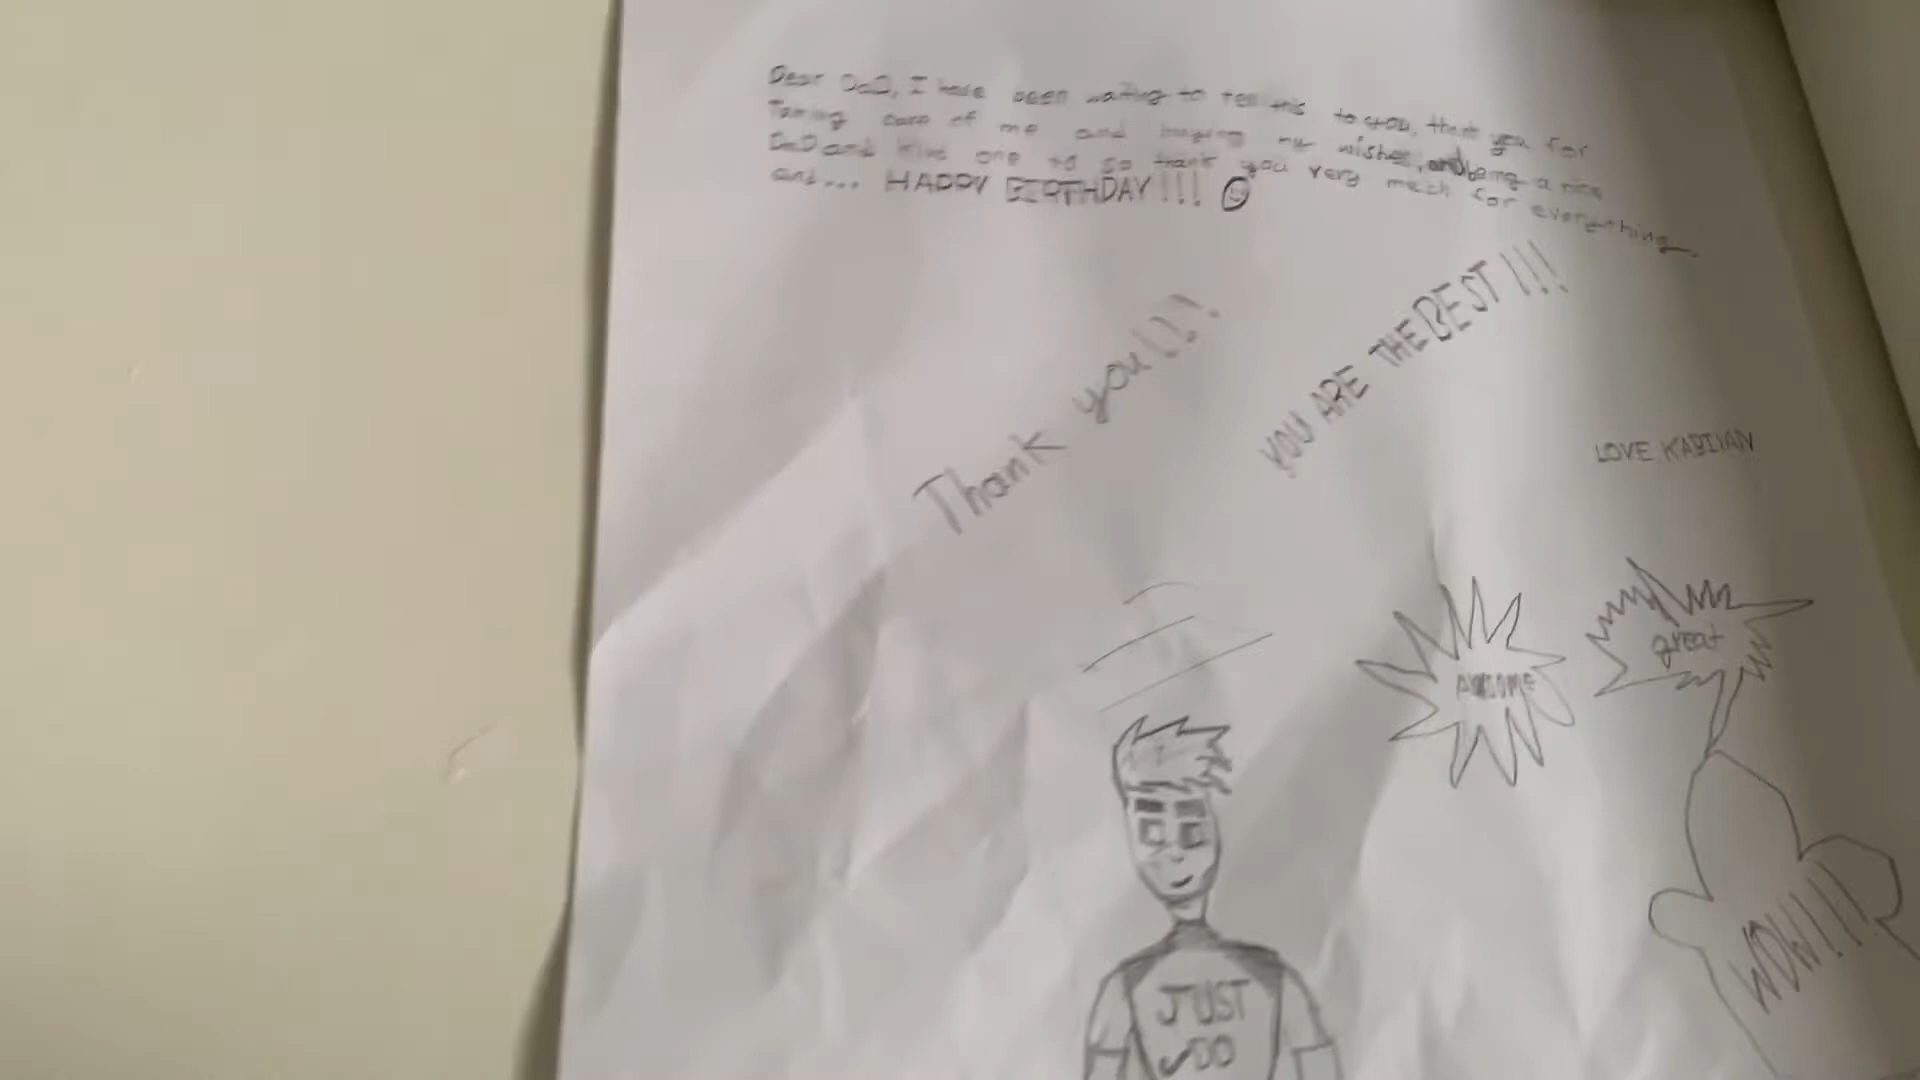 Dear DaD, I have been waiting to tell this to you, thank you for
Taking care of me and buying my wishes, and being a nice
DaD and kind one to so thank you very much for everything
and... HAPPY BIRTHDAY!!!
Thank you!!!
YOU ARE THE BEST!!!
LOVE
great
WOW!!!
JUST
DO